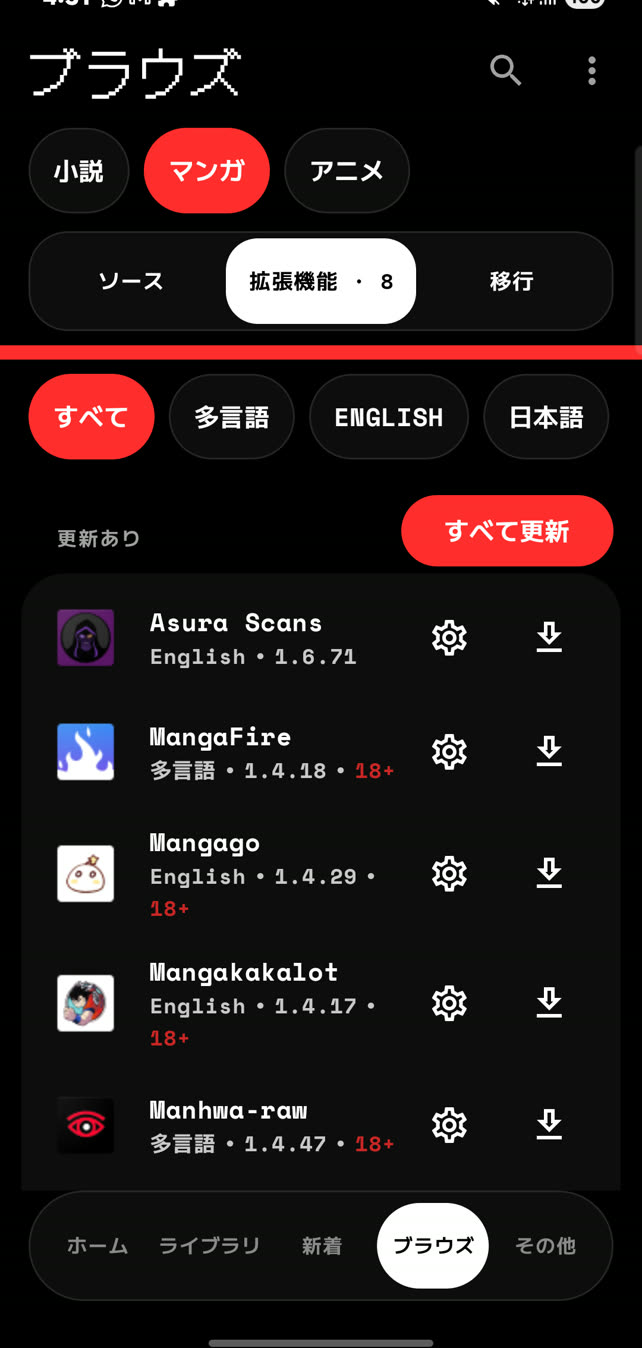 ブラウズ
小説 マンガ アニメ
ソース 拡張機能 · 8 移行
すべて 多言語 ENGLISH 日本語
更新あり すべて更新
Asura Scans
English • 1.6.71
MangaFire
多言語 • 1.4.18 • 18+
Mangago
English • 1.4.29 •
18+
Mangakakalot
English • 1.4.17 •
18+
Manhwa-raw
多言語 • 1.4.47 • 18+
ホーム ライブラリ 新着 ブラウズ その他